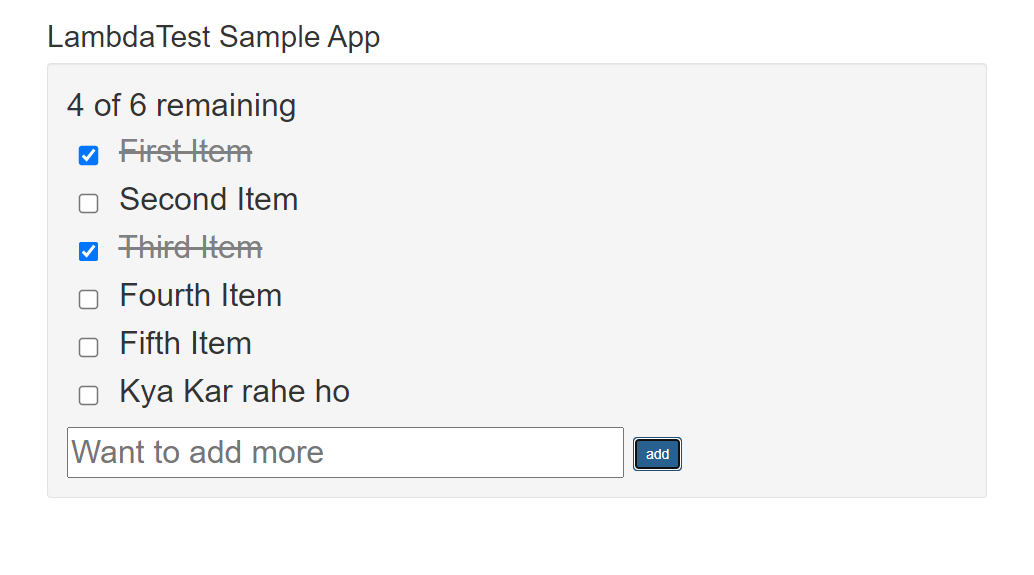 LambdaTest Sample App
4 of 6 remaining
First Item
Second Item
Third Item
Fourth Item
Fifth Item
Kya Kar rahe ho
Want to add more
add